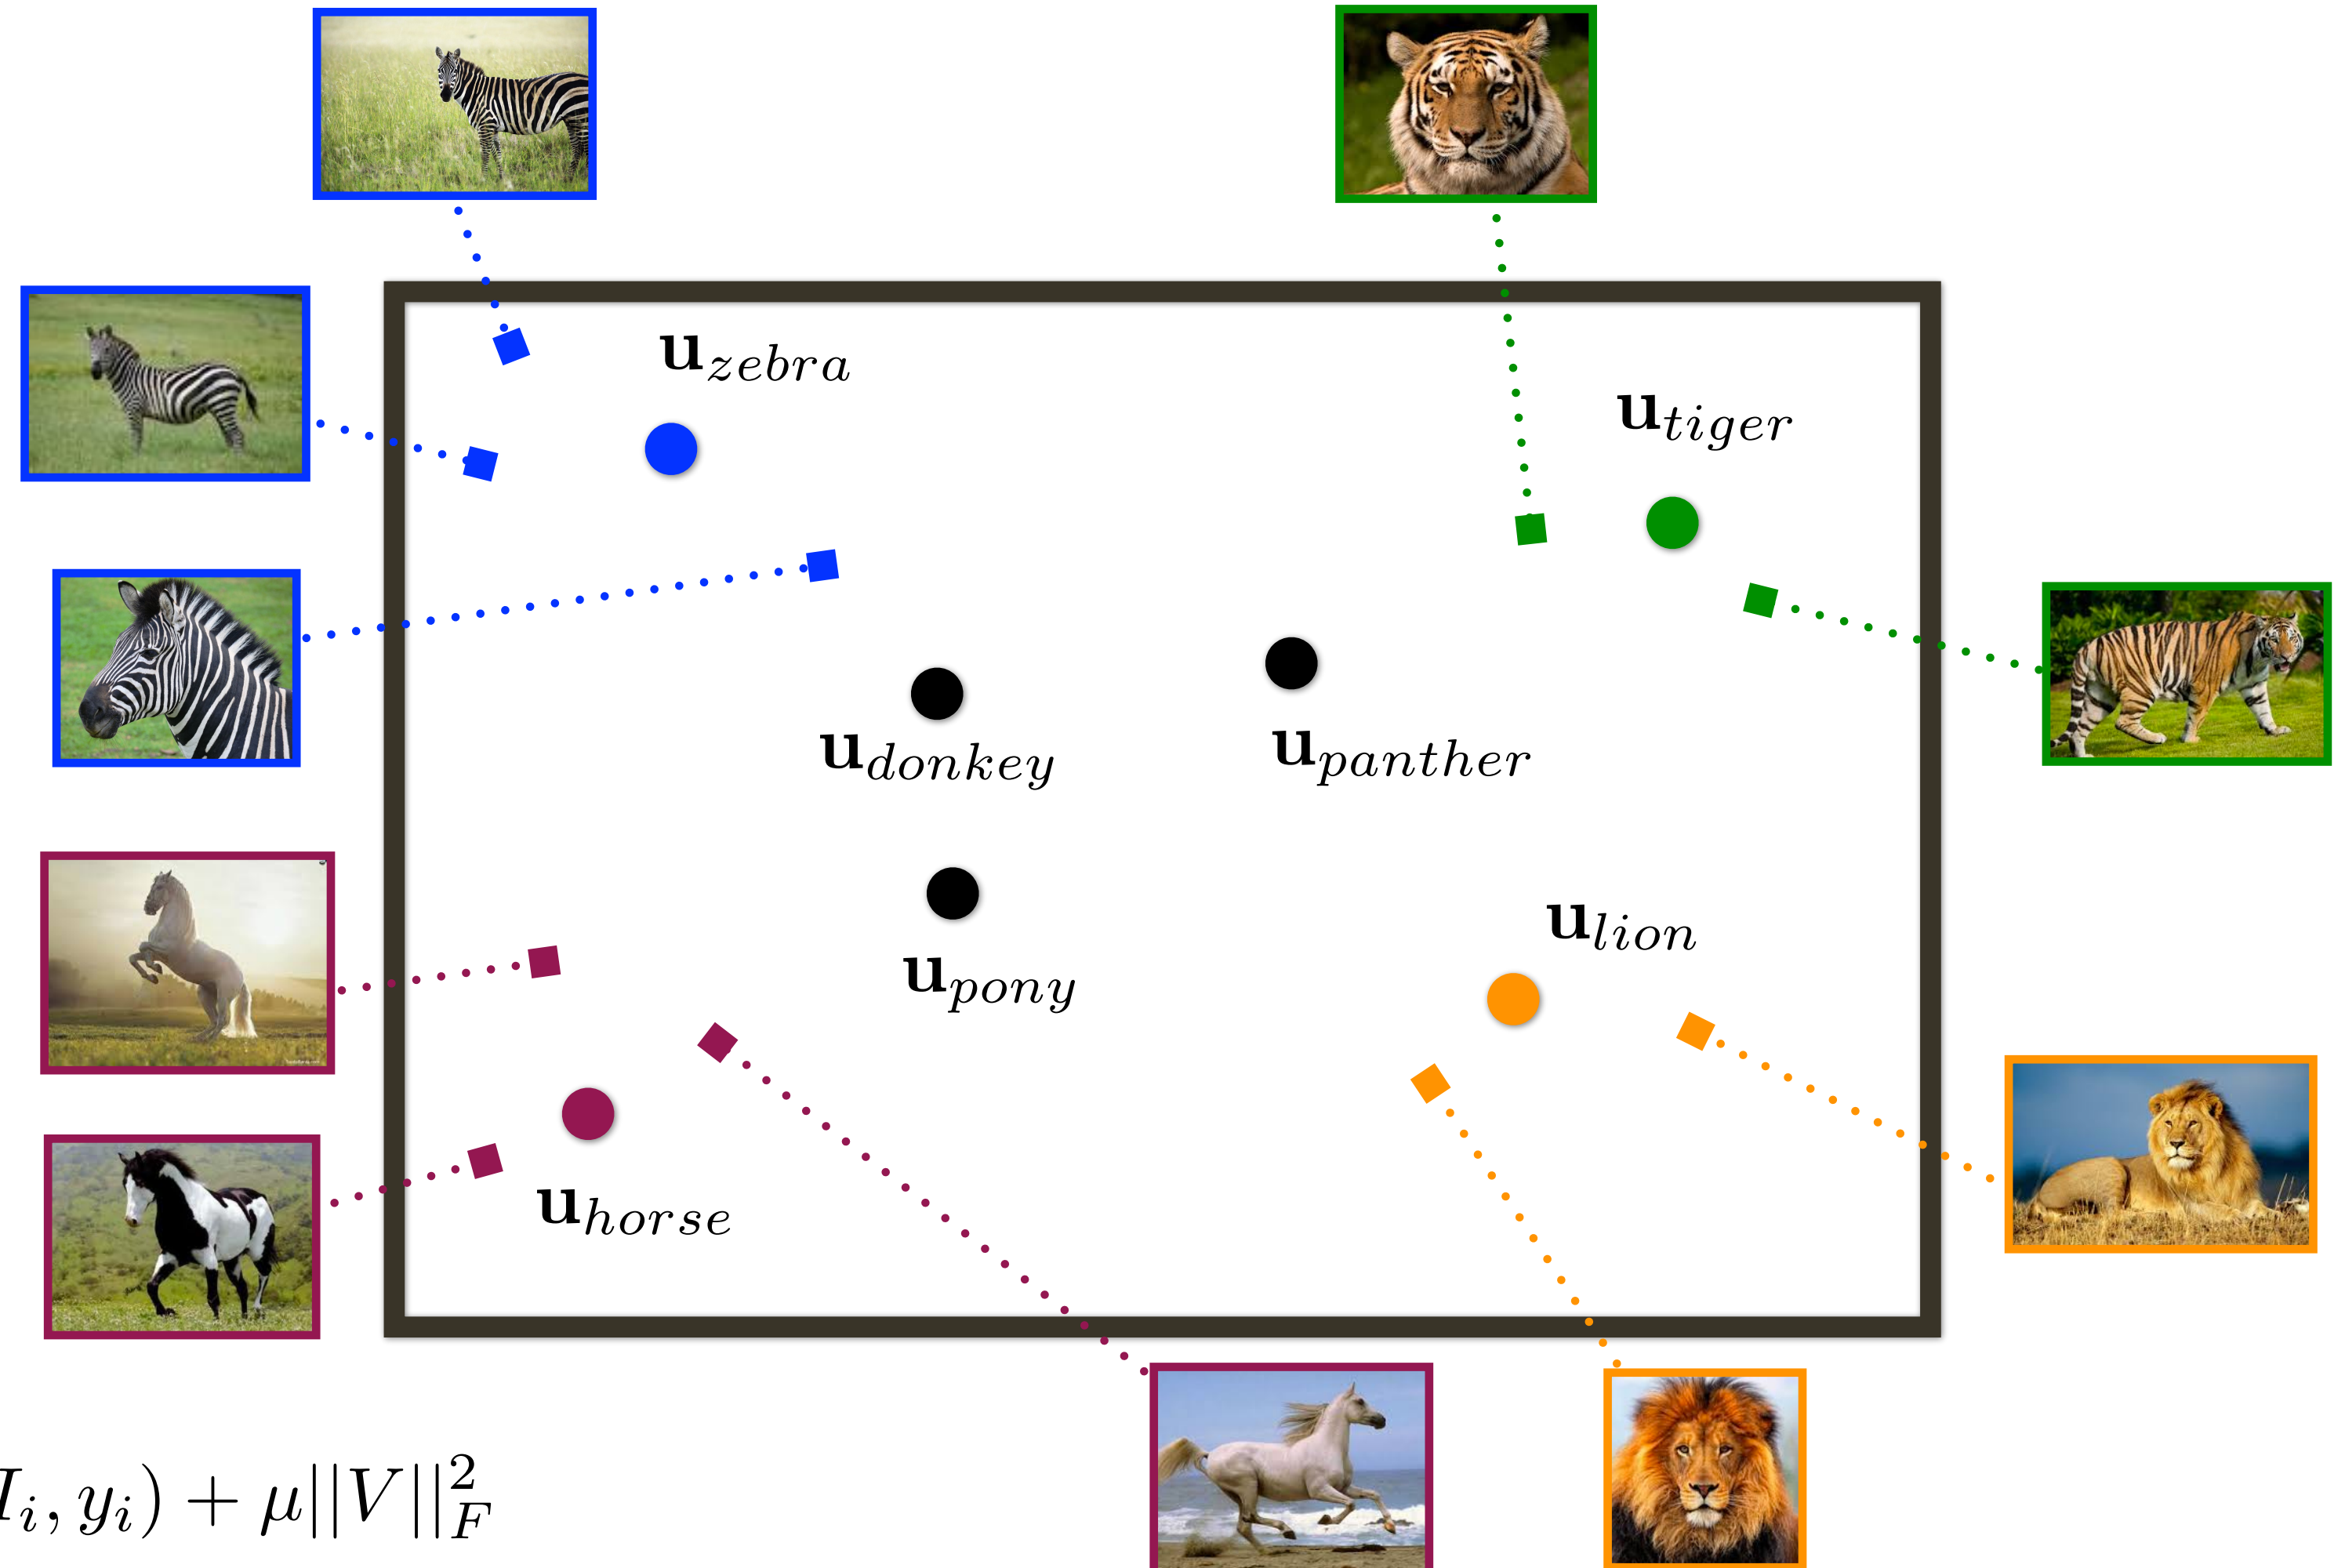 u_zebra
u_tiger
u_donkey
u_panther
u_lion
u_pony
u_horse
I_i, y_i) + μ||V||_F^2